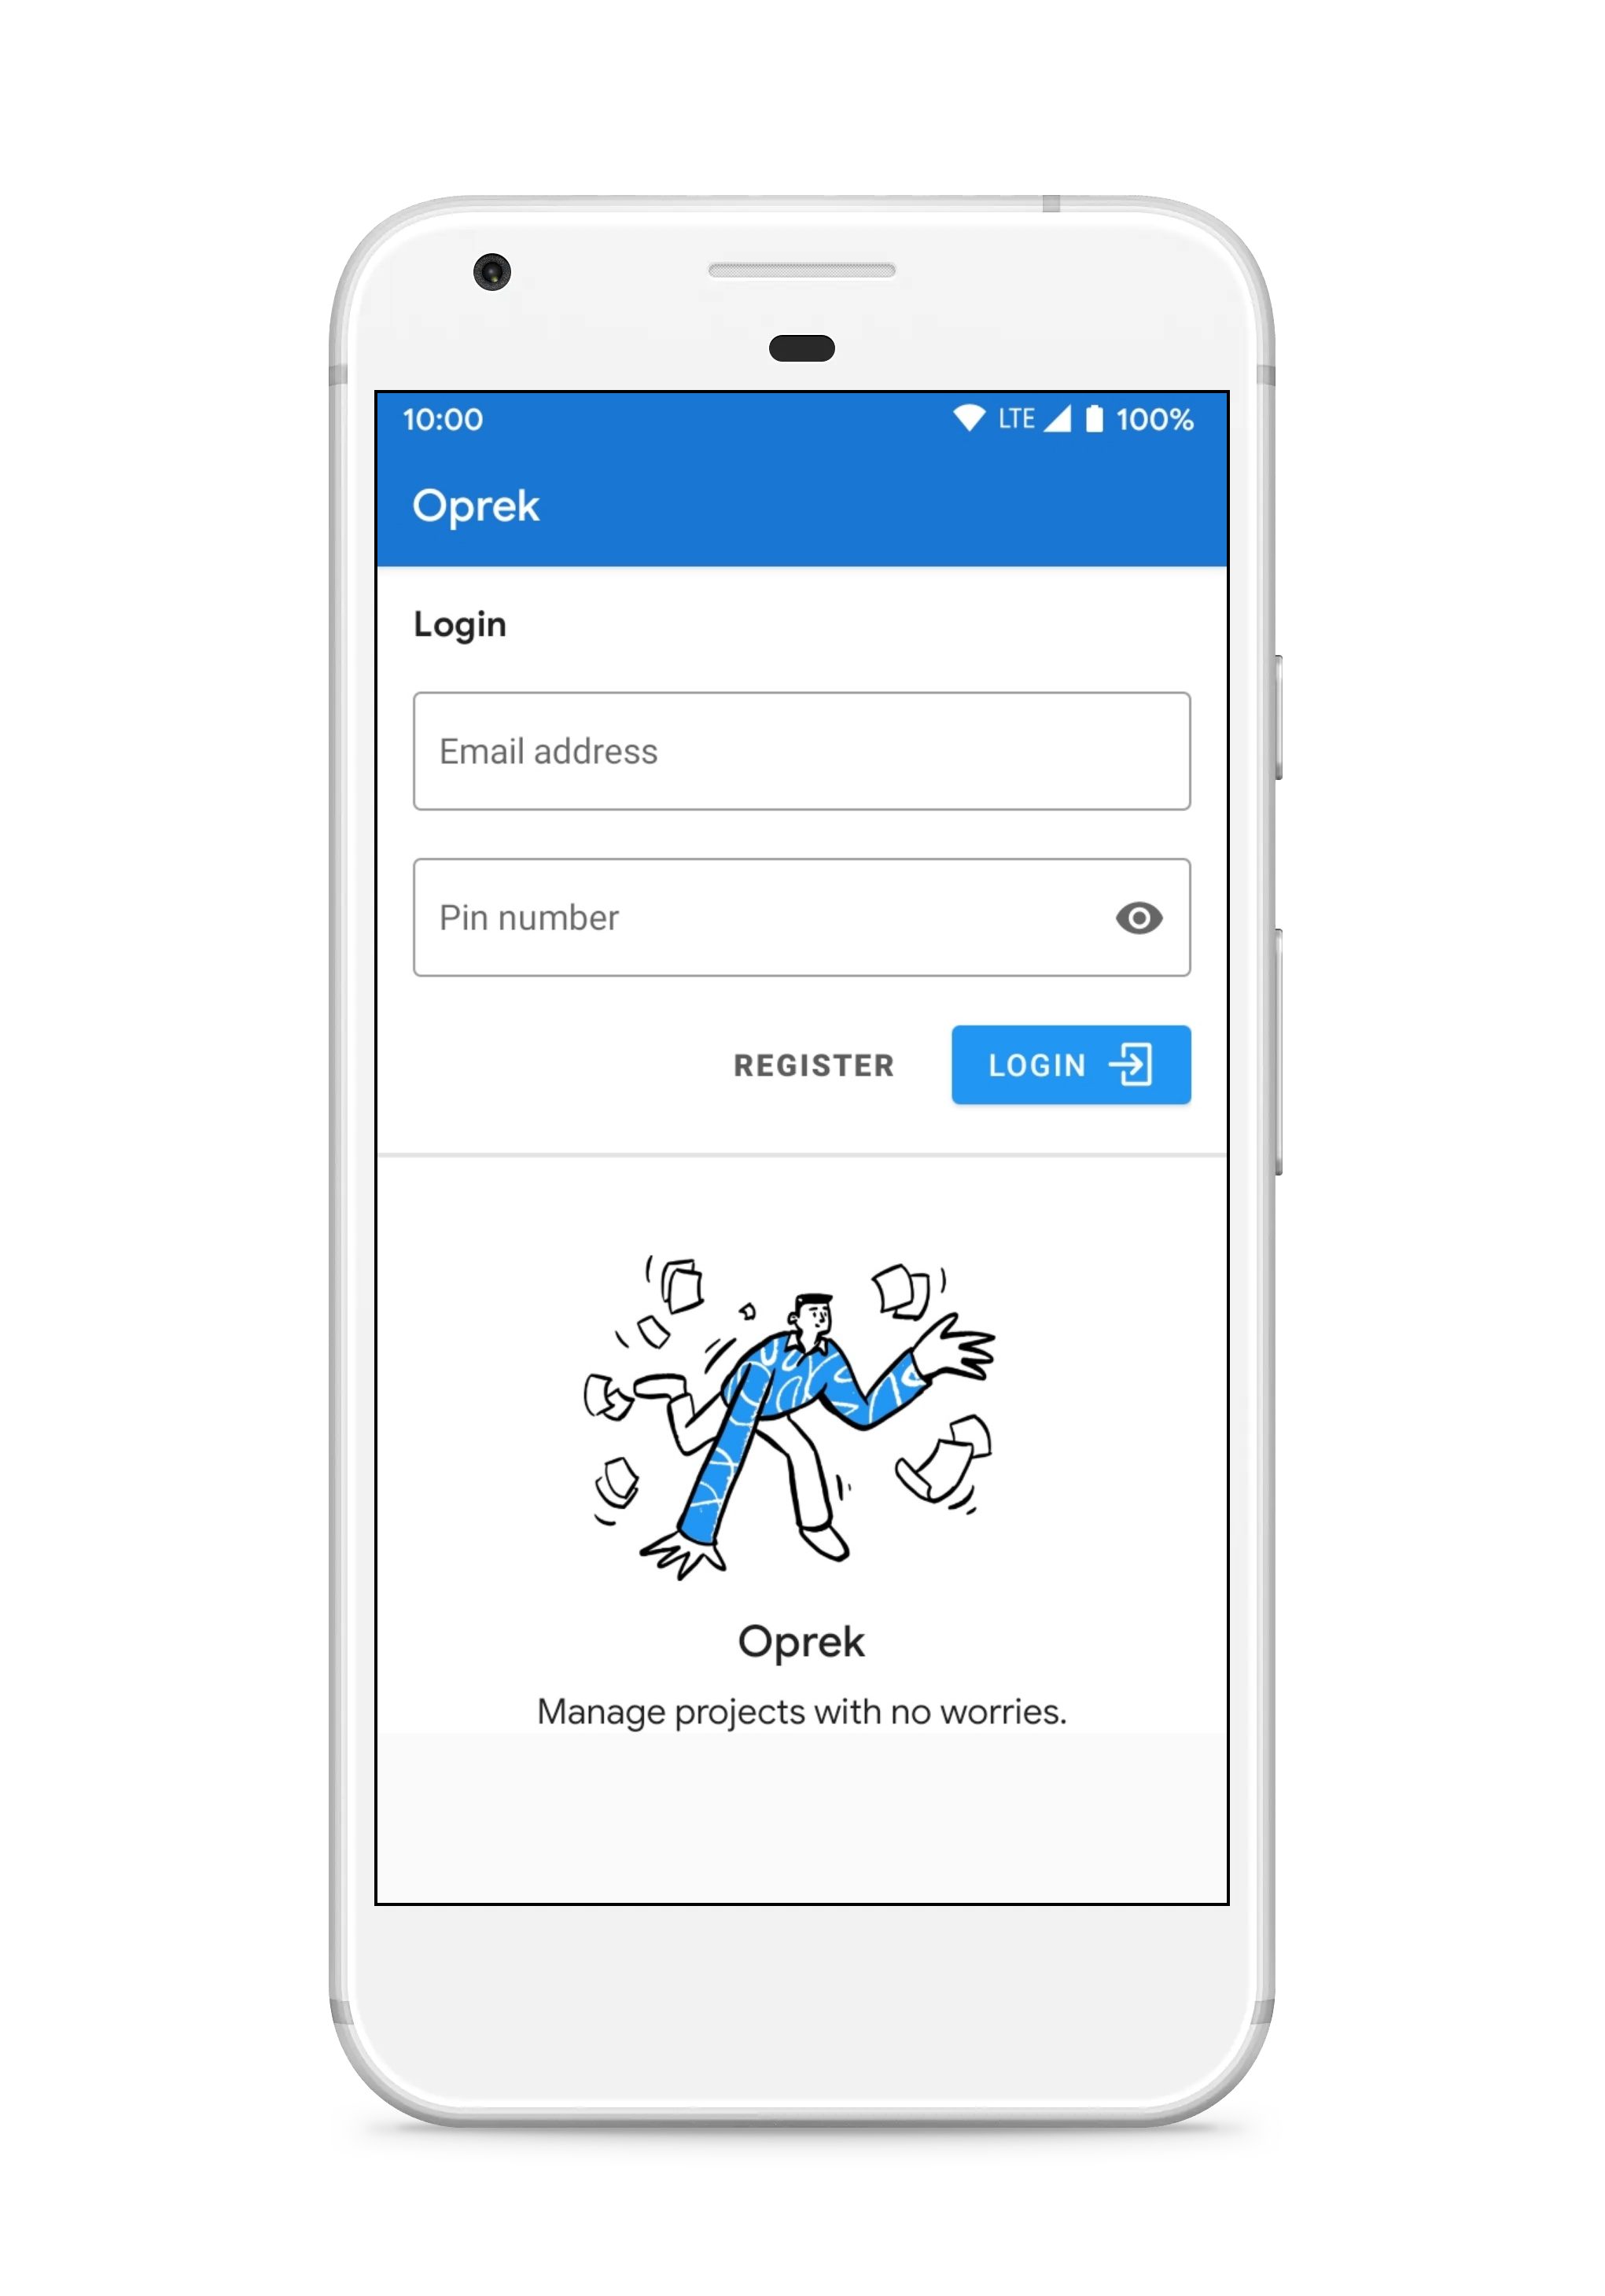 10:00 LTE 100%
Oprek
Login
Email address
Pin number
REGISTER LOGIN
Oprek
Manage projects with no worries.